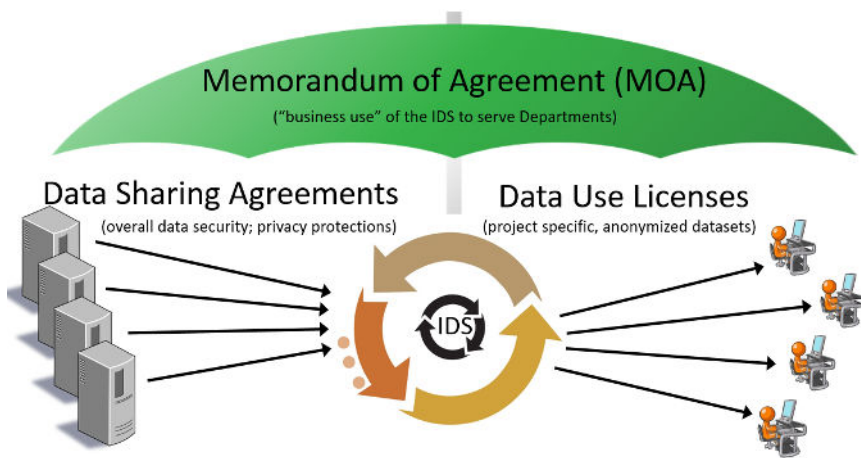 Memorandum of Agreement (MOA)
("business use" of the IDS to serve Departments)
Data Sharing Agreements
(overall data security; privacy protections)
Data Use Licenses
(project specific, anonymized datasets)
IDS